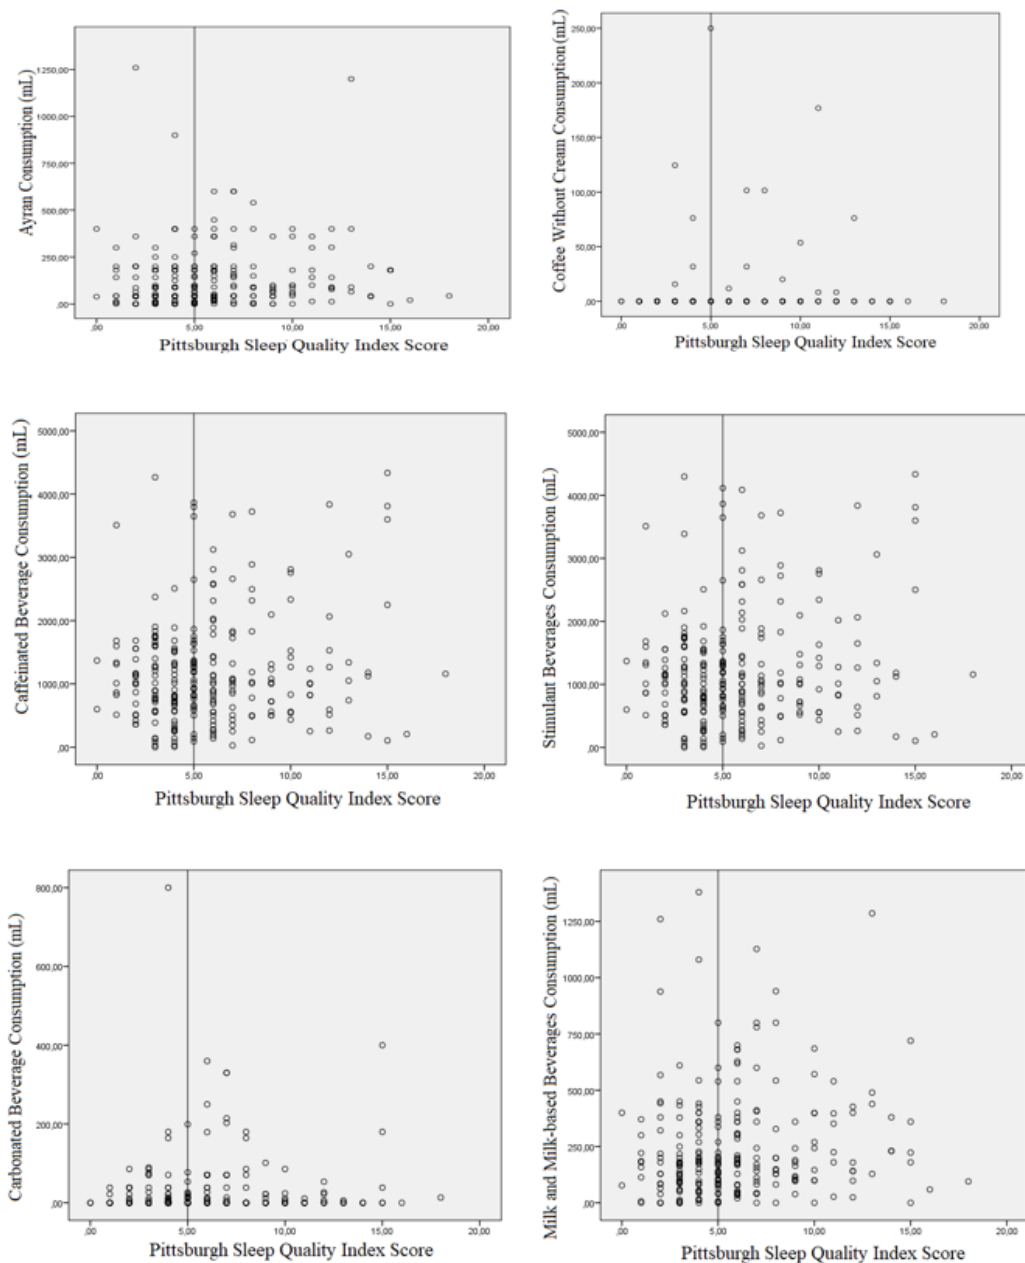 Ayran Consumption (mL)
1250,00
1000,00
750,00
500,00
250,00
,00
,00 5,00 10,00 15,00 20,00
Pittsburgh Sleep Quality Index Score
Coffee Without Cream Consumption (mL)
250,00
200,00
150,00
100,00
50,00
,00
,00 5,00 10,00 15,00 20,00
Pittsburgh Sleep Quality Index Score
Caffeinated Beverage Consumption (mL)
5000,00
4000,00
3000,00
2000,00
1000,00
,00
,00 5,00 10,00 15,00 20,00
Pittsburgh Sleep Quality Index Score
Stimulant Beverages Consumption (mL)
5000,00
4000,00
3000,00
2000,00
1000,00
,00
,00 5,00 10,00 15,00 20,00
Pittsburgh Sleep Quality Index Score
Carbonated Beverage Consumption (mL)
800,00
600,00
400,00
200,00
,00
,00 5,00 10,00 15,00 20,00
Pittsburgh Sleep Quality Index Score
Milk and Milk-based Beverages Consumption (mL)
1250,00
1000,00
750,00
500,00
250,00
,00
,00 5,00 10,00 15,00 20,00
Pittsburgh Sleep Quality Index Score